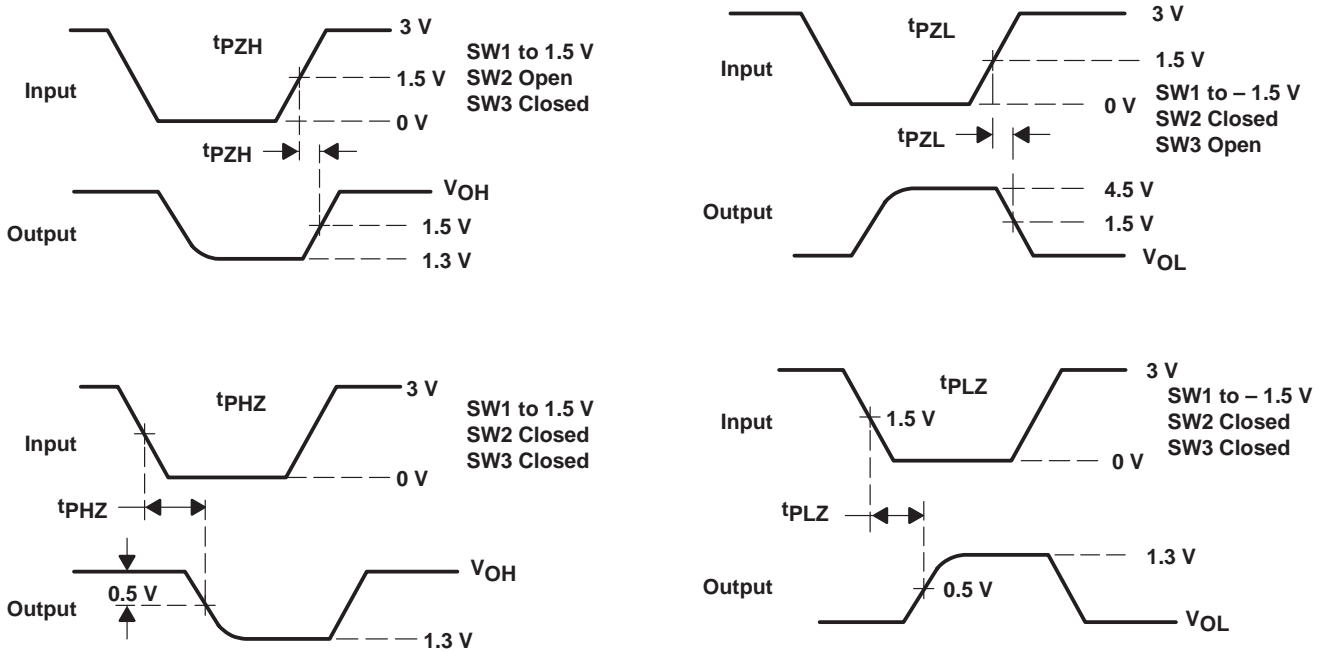 tPZH
3 V
SW1 to 1.5 V
SW2 Open
SW3 Closed
Input
1.5 V
0 V
tPZH
VOH
Output
1.5 V
1.3 V
tPZL
3 V
Input
1.5 V
0 V
SW1 to – 1.5 V
SW2 Closed
SW3 Open
tPZL
4.5 V
Output
1.5 V
VOL
tPHZ
3 V
SW1 to 1.5 V
SW2 Closed
SW3 Closed
Input
0 V
tPHZ
VOH
0.5 V
Output
1.3 V
tPLZ
3 V
SW1 to – 1.5 V
SW2 Closed
SW3 Closed
Input
1.5 V
0 V
tPLZ
1.3 V
Output
0.5 V
VOL